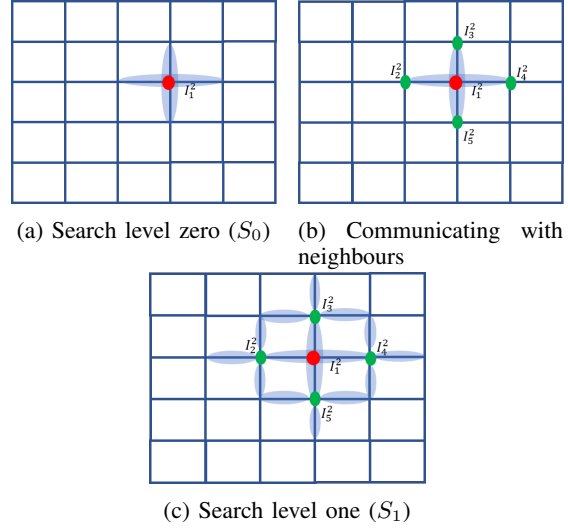 I_1^2
I_3^2
I_2^2 I_4^2
I_1^2
I_5^2
(a) Search level zero (S_0)
(b) Communicating with
neighbours
I_3^2
I_2^2 I_4^2
I_1^2
I_5^2
(c) Search level one (S_1)